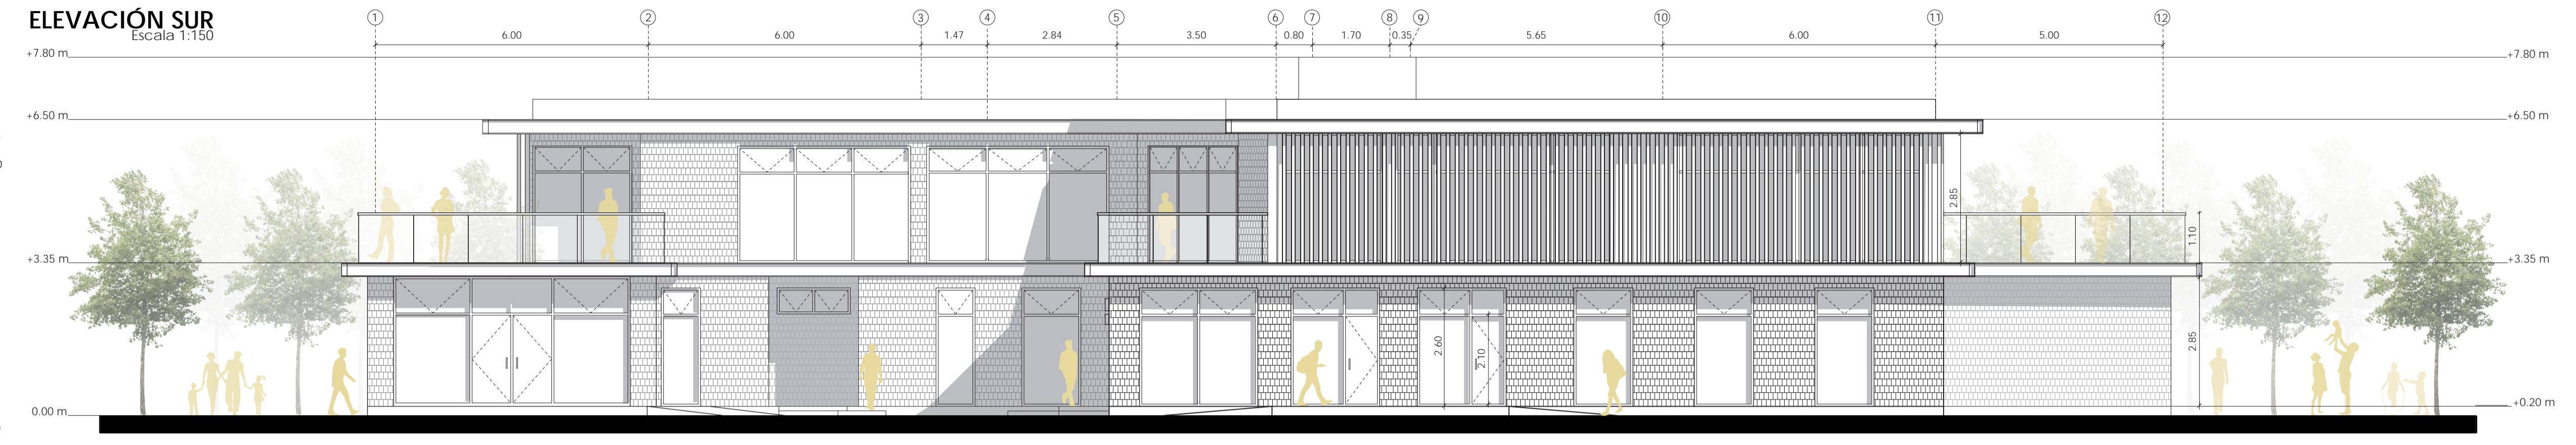 ELEVACIÓN SUR
Escala 1:150
1 2 3 4 5 6 7 8 9 10 11 12
6.00 6.00 1.47 2.84 3.50 0.80 1.70 0.35 5.65 6.00 5.00
+7.80 m +7.80 m
+6.50 m +6.50 m
2.85
1.10
+3.35 m +3.35 m
2.60
2.10
2.85
0.00 m +0.20 m